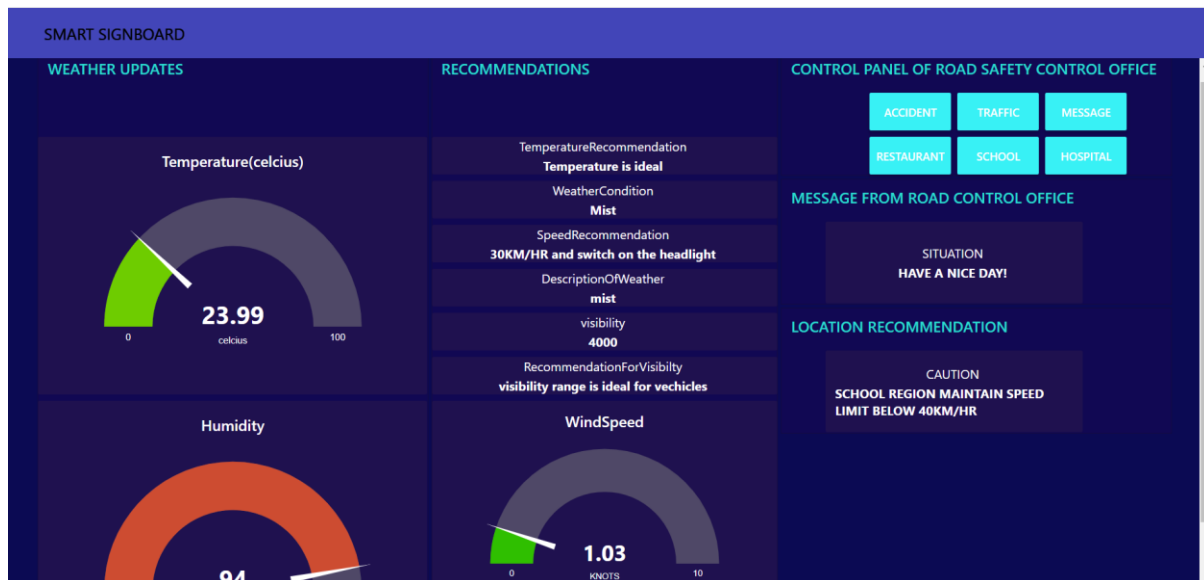 SMART SIGNBOARD
WEATHER UPDATES
Temperature(celcius)
23.99
celcius
0
100
Humidity
94
RECOMMENDATIONS
TemperatureRecommendation
Temperature is ideal
WeatherCondition
Mist
SpeedRecommendation
30KM/HR and switch on the headlight
DescriptionOfWeather
mist
visibility
4000
RecommendationForVisibilty
visibility range is ideal for vechicles
WindSpeed
1.03
KNOTS
0
10
CONTROL PANEL OF ROAD SAFETY CONTROL OFFICE
ACCIDENT TRAFFIC MESSAGE
RESTAURANT SCHOOL HOSPITAL
MESSAGE FROM ROAD CONTROL OFFICE
SITUATION
HAVE A NICE DAY!
LOCATION RECOMMENDATION
CAUTION
SCHOOL REGION MAINTAIN SPEED
LIMIT BELOW 40KM/HR